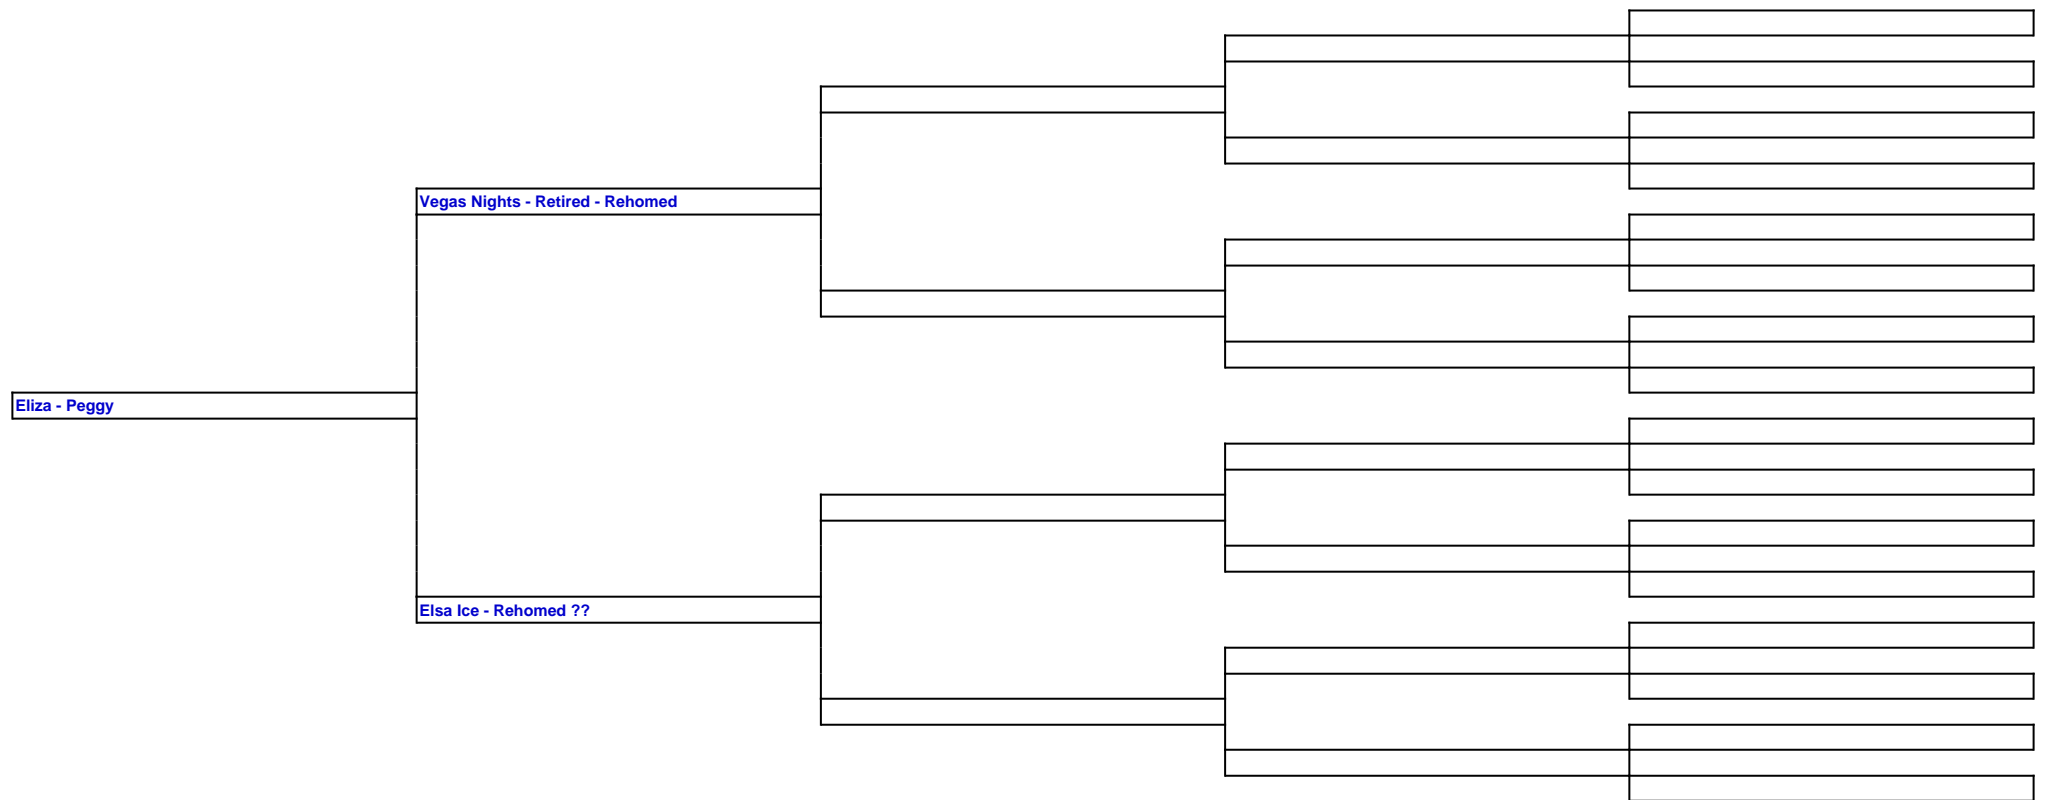 Vegas Nights - Retired - Rehomed
Eliza - Peggy
Elsa Ice - Rehomed ??